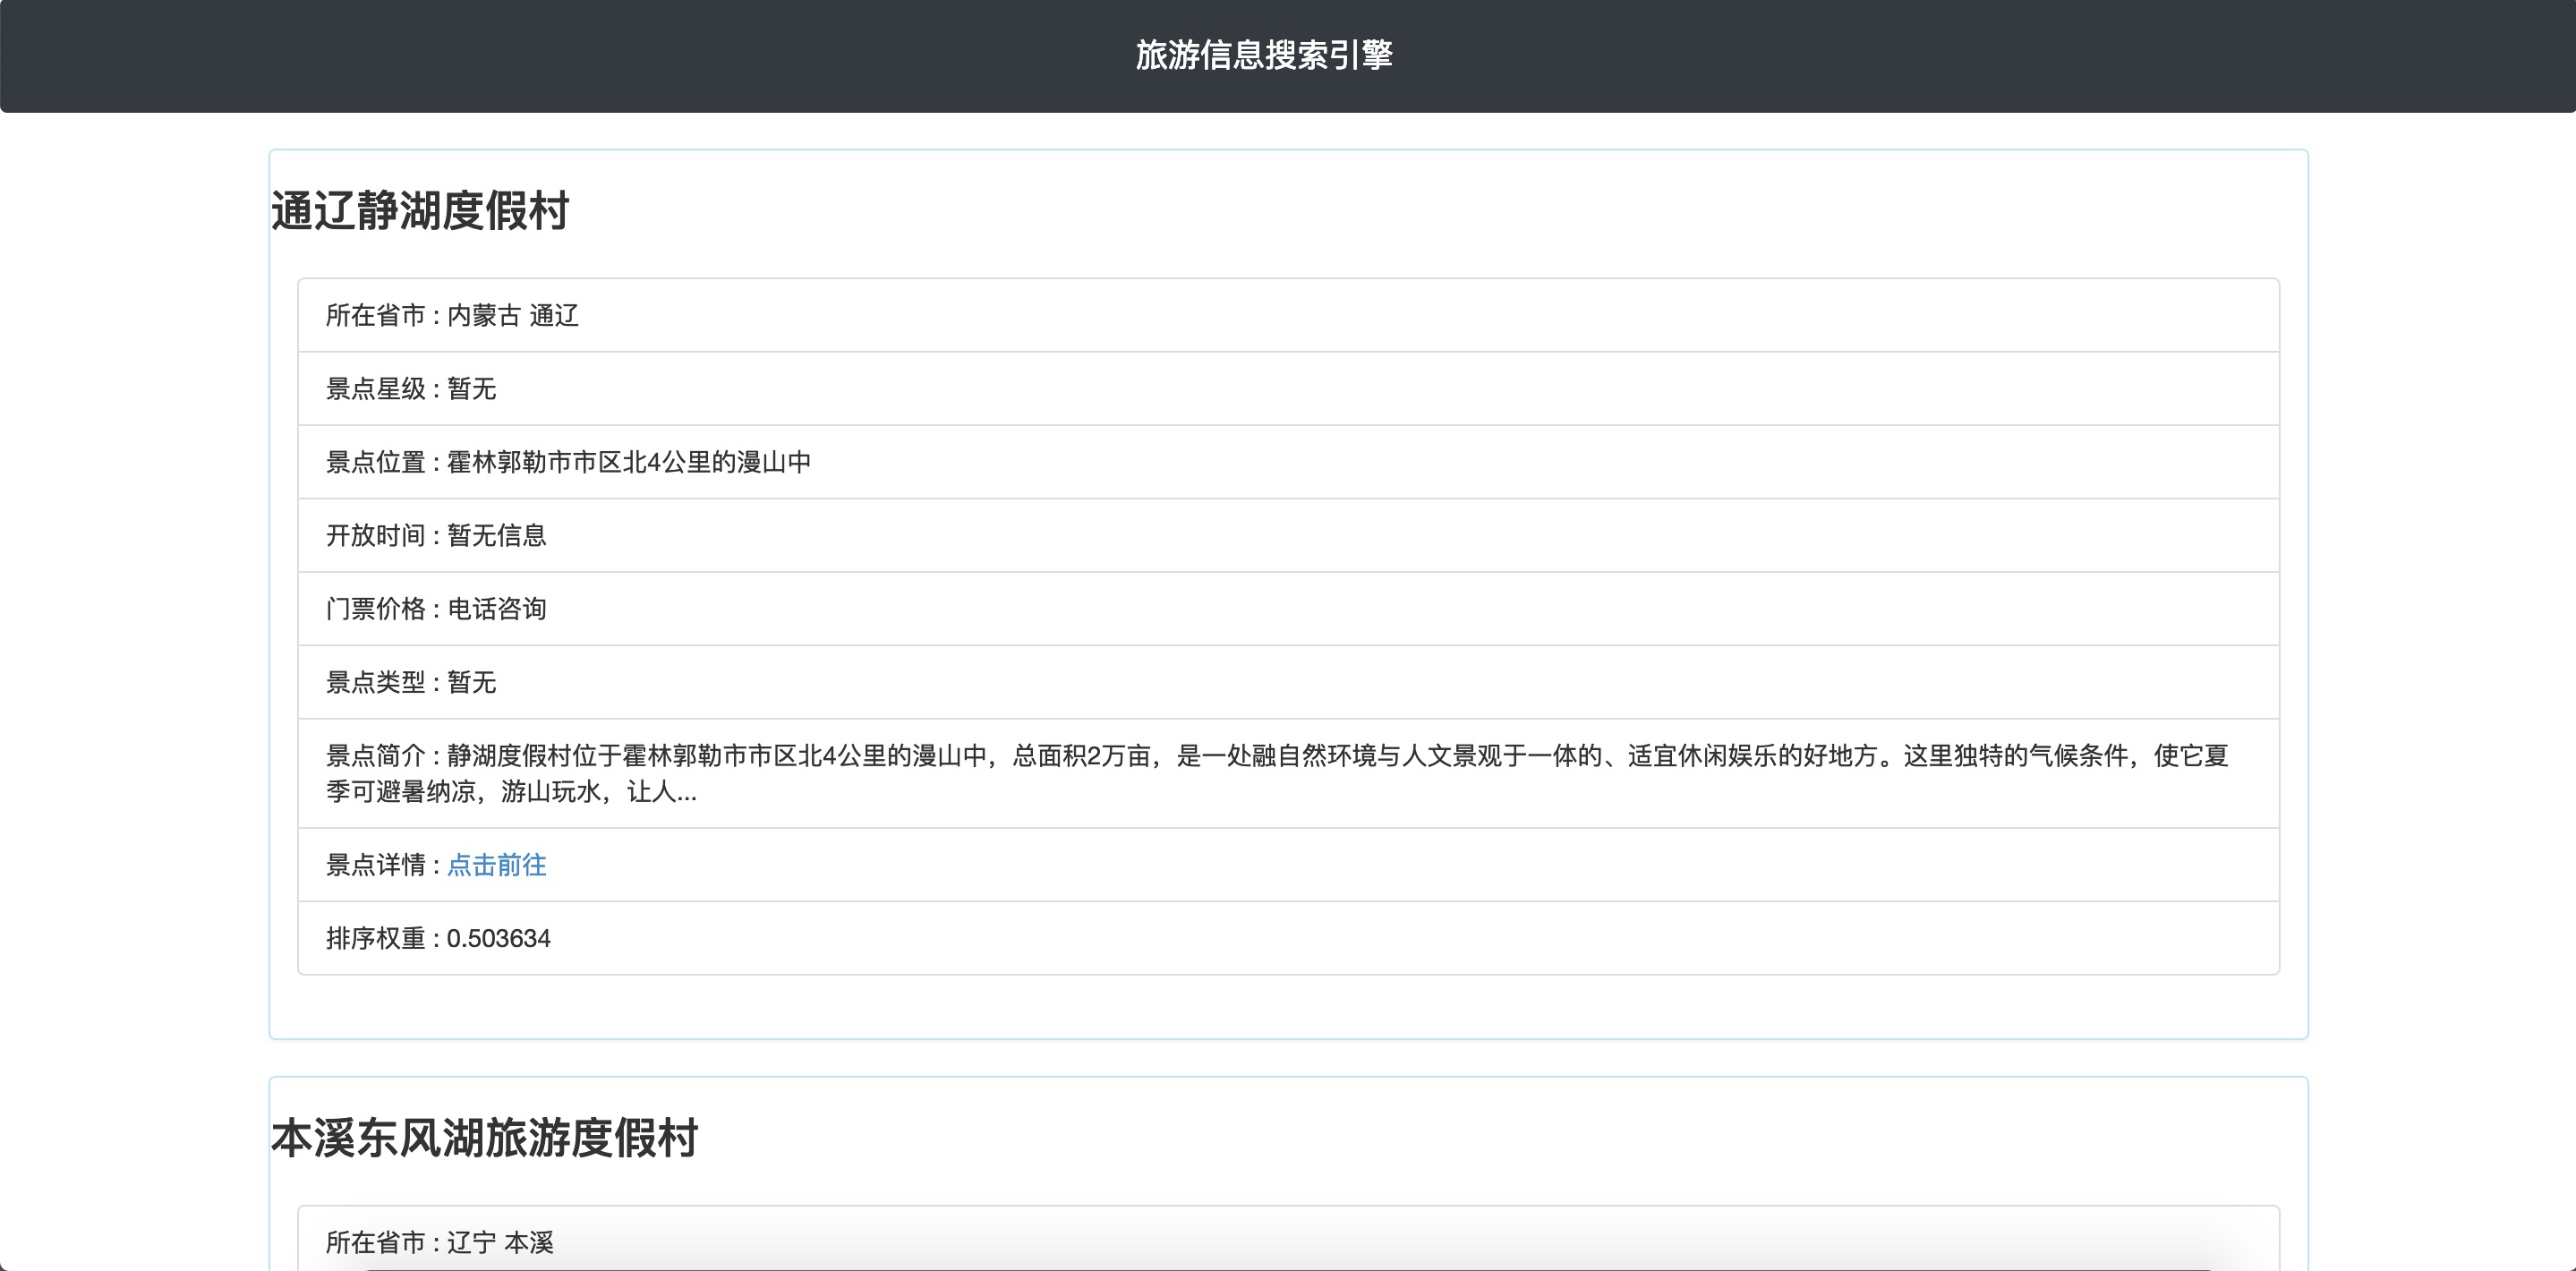 旅游信息搜索引擎
通辽静湖度假村
所在省市 : 内蒙古 通辽
景点星级 : 暂无
景点位置 : 霍林郭勒市市区北4公里的漫山中
开放时间 : 暂无信息
门票价格 : 电话咨询
景点类型 : 暂无
景点简介 : 静湖度假村位于霍林郭勒市市区北4公里的漫山中，总面积2万亩，是一处融自然环境与人文景观于一体的、适宜休闲娱乐的好地方。这里独特的气候条件，使它夏
季可避暑纳凉，游山玩水，让人...
景点详情 : 点击前往
排序权重 : 0.503634
本溪东风湖旅游度假村
所在省市 : 辽宁 本溪